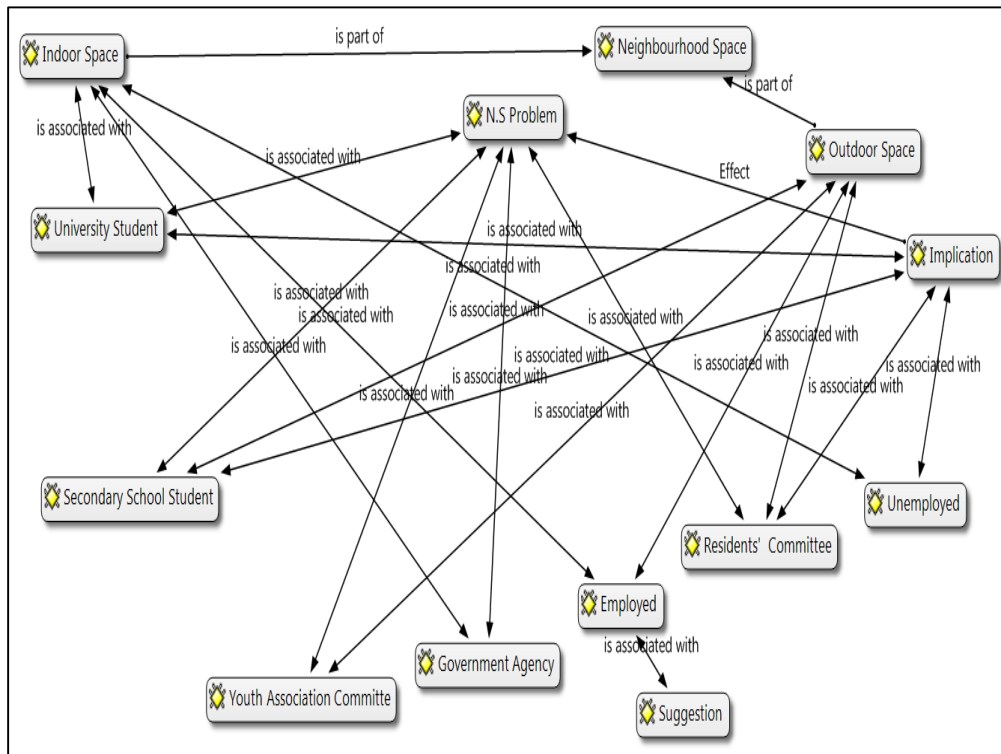 is part of
Indoor Space
Neighbourhood Space
is part of
N.S Problem
is associated with
Outdoor Space
is associated with
Effect
University Student
is associated with
Implication
is associated with
is associated with
is associated with
is associated with
is associated with
is associated with
is associated with
is associated with
is associated with
is associated with
is associated with
is associated with
is associated with
is associated with
Secondary School Student
Unemployed
Residents' Committee
Employed
is associated with
Government Agency
Youth Association Committe
Suggestion